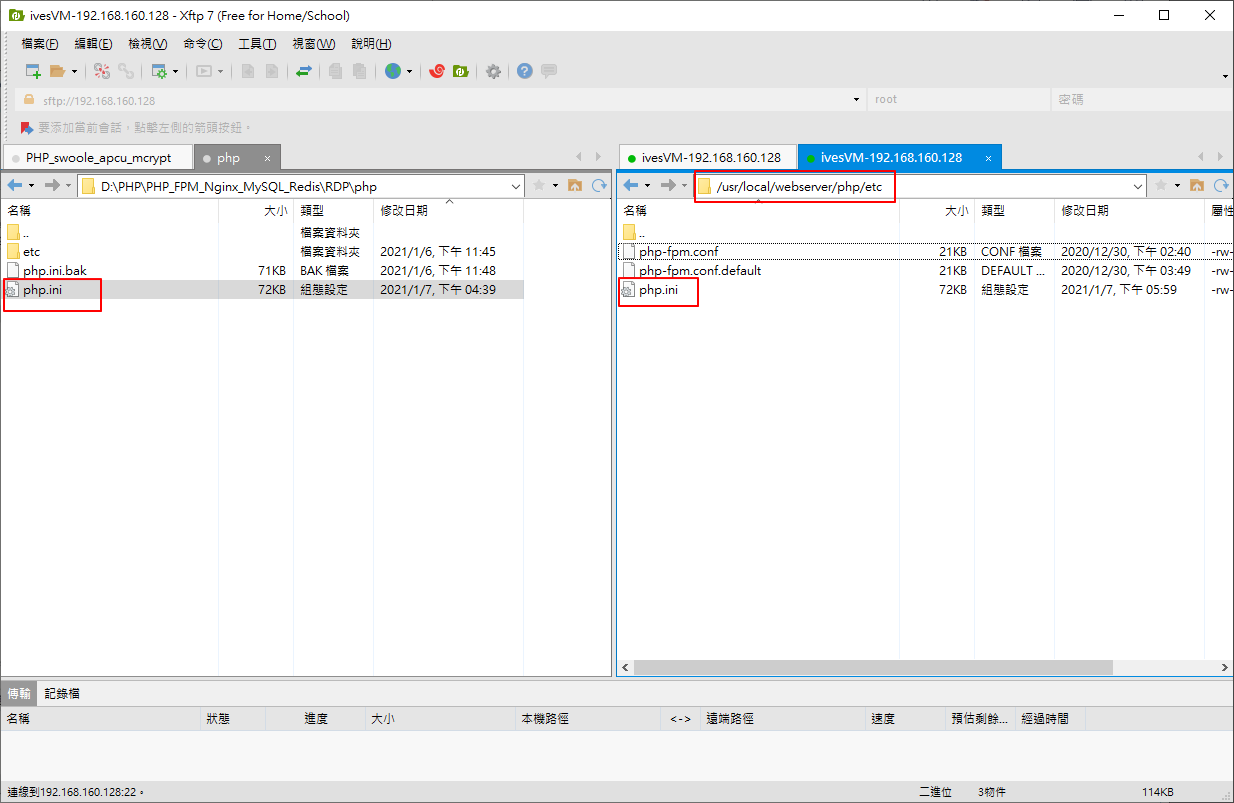 ivesVM-192.168.160.128 - Xftp 7 (Free for Home/School)
檔案(F) 編輯(E) 檢視(V) 命令(C) 工具(T) 視窗(W) 說明(H)
sftp://192.168.160.128 root 密碼
要添加當前會話，點擊左側的箭頭按鈕。
PHP_swoole_apcu_mcrypt php × ivesVM-192.168.160.128 ivesVM-192.168.160.128 ×
D:\PHP\PHP_FPM_Nginx_MySQL_Redis\RDP\php /usr/local/webserver/php/etc
名稱 大小 類型 修改日期 名稱 大小 類型 修改日期 屬性
.. 檔案資料夾 ..
etc 檔案資料夾 2021/1/6, 下午 11:45 php-fpm.conf 21KB CONF 檔案 2020/12/30, 下午 02:40 -rw-
php.ini.bak 71KB BAK 檔案 2021/1/6, 下午 11:48 php-fpm.conf.default 21KB DEFAULT ... 2020/12/30, 下午 03:49 -rw-
php.ini 72KB 組態設定 2021/1/7, 下午 04:39 php.ini 72KB 組態設定 2021/1/7, 下午 05:59 -rw-
傳輸 記錄檔
名稱 狀態 進度 大小 本機路徑 <-> 遠端路徑 速度 預估剩餘... 經過時間
連線到192.168.160.128:22。 二進位 3物件 114KB